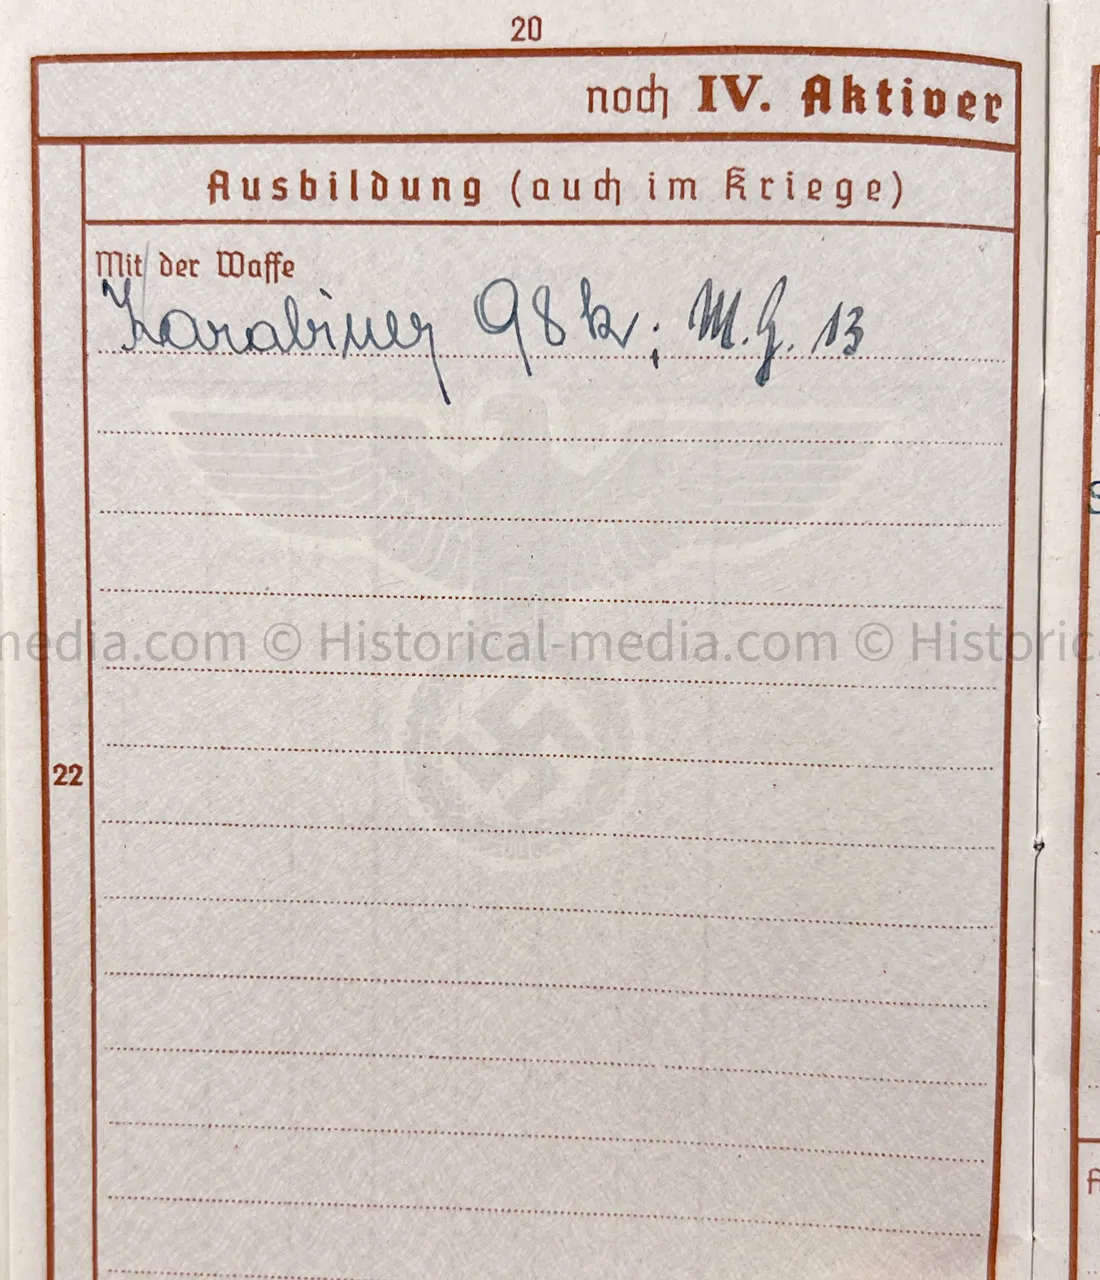 20
noch IV. Aktiver
Ausbildung (auch im Kriege)
Mit der Waffe
Karabiner 98k; M.G. 13
media.com © Historical-media.com © Historic
22